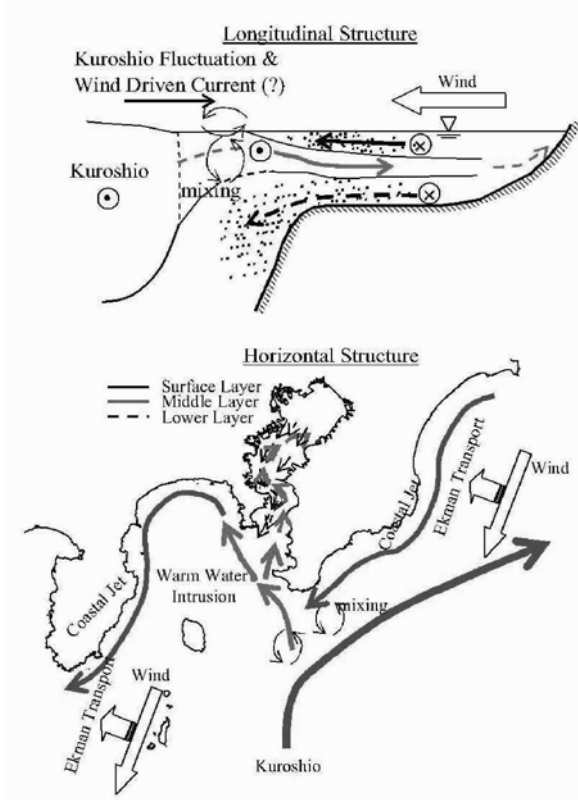 Longitudinal Structure
Kuroshio Fluctuation &
Wind Driven Current (?)
Wind
Kuroshio
mixing
Horizontal Structure
Surface Layer
Middle Layer
Lower Layer
Wind
Ekman Transport
Coastal Jet
mixing
Warm Water
Intrusion
Coastal Jet
Ekman Transport
Wind
Kuroshio